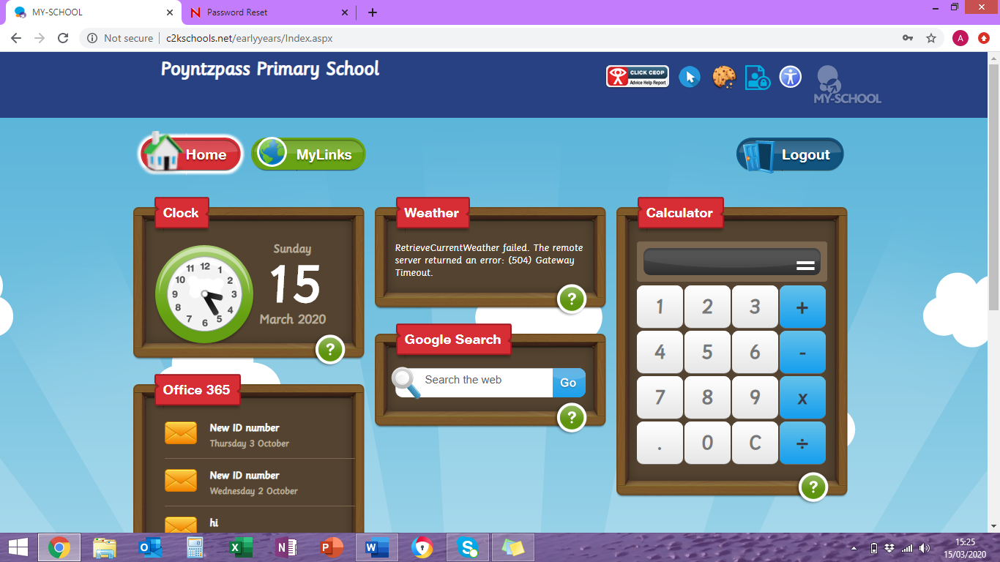 MY-SCHOOL
Password Reset
Not secure
c2kschools.net/earlyyears/Index.aspx
A
Poyntzpass Primary School
CLICK CEOP
Advice Help Report
MY-SCHOOL
Home
MyLinks
Logout
Clock
12
1
2
3
4
5
6
7
8
9
10
11
Sunday
15
March 2020
?
Weather
RetrieveCurrentWeather failed. The remote
server returned an error: (504) Gateway
Timeout.
?
Google Search
Search the web
Go
?
Calculator
=
1 2 3 +
4 5 6 -
7 8 9 x
. 0 C ÷
?
Office 365
New ID number
Thursday 3 October
New ID number
Wednesday 2 October
hi
15:25
15/03/2020